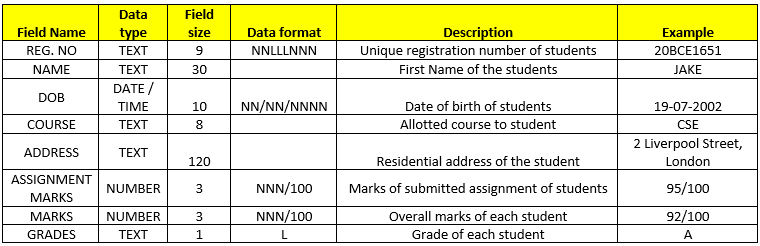 Field Name Data type Field size Data format Description Example
REG. NO TEXT 9 NNLLLNNN Unique registration number of students 20BCE1651
NAME TEXT 30 First Name of the students JAKE
DOB DATE / TIME 10 NN/NN/NNNN Date of birth of students 19-07-2002
COURSE TEXT 8 Allotted course to student CSE
ADDRESS TEXT 120 Residential address of the student 2 Liverpool Street, London
ASSIGNMENT MARKS NUMBER 3 NNN/100 Marks of submitted assignment of students 95/100
MARKS NUMBER 3 NNN/100 Overall marks of each student 92/100
GRADES TEXT 1 L Grade of each student A